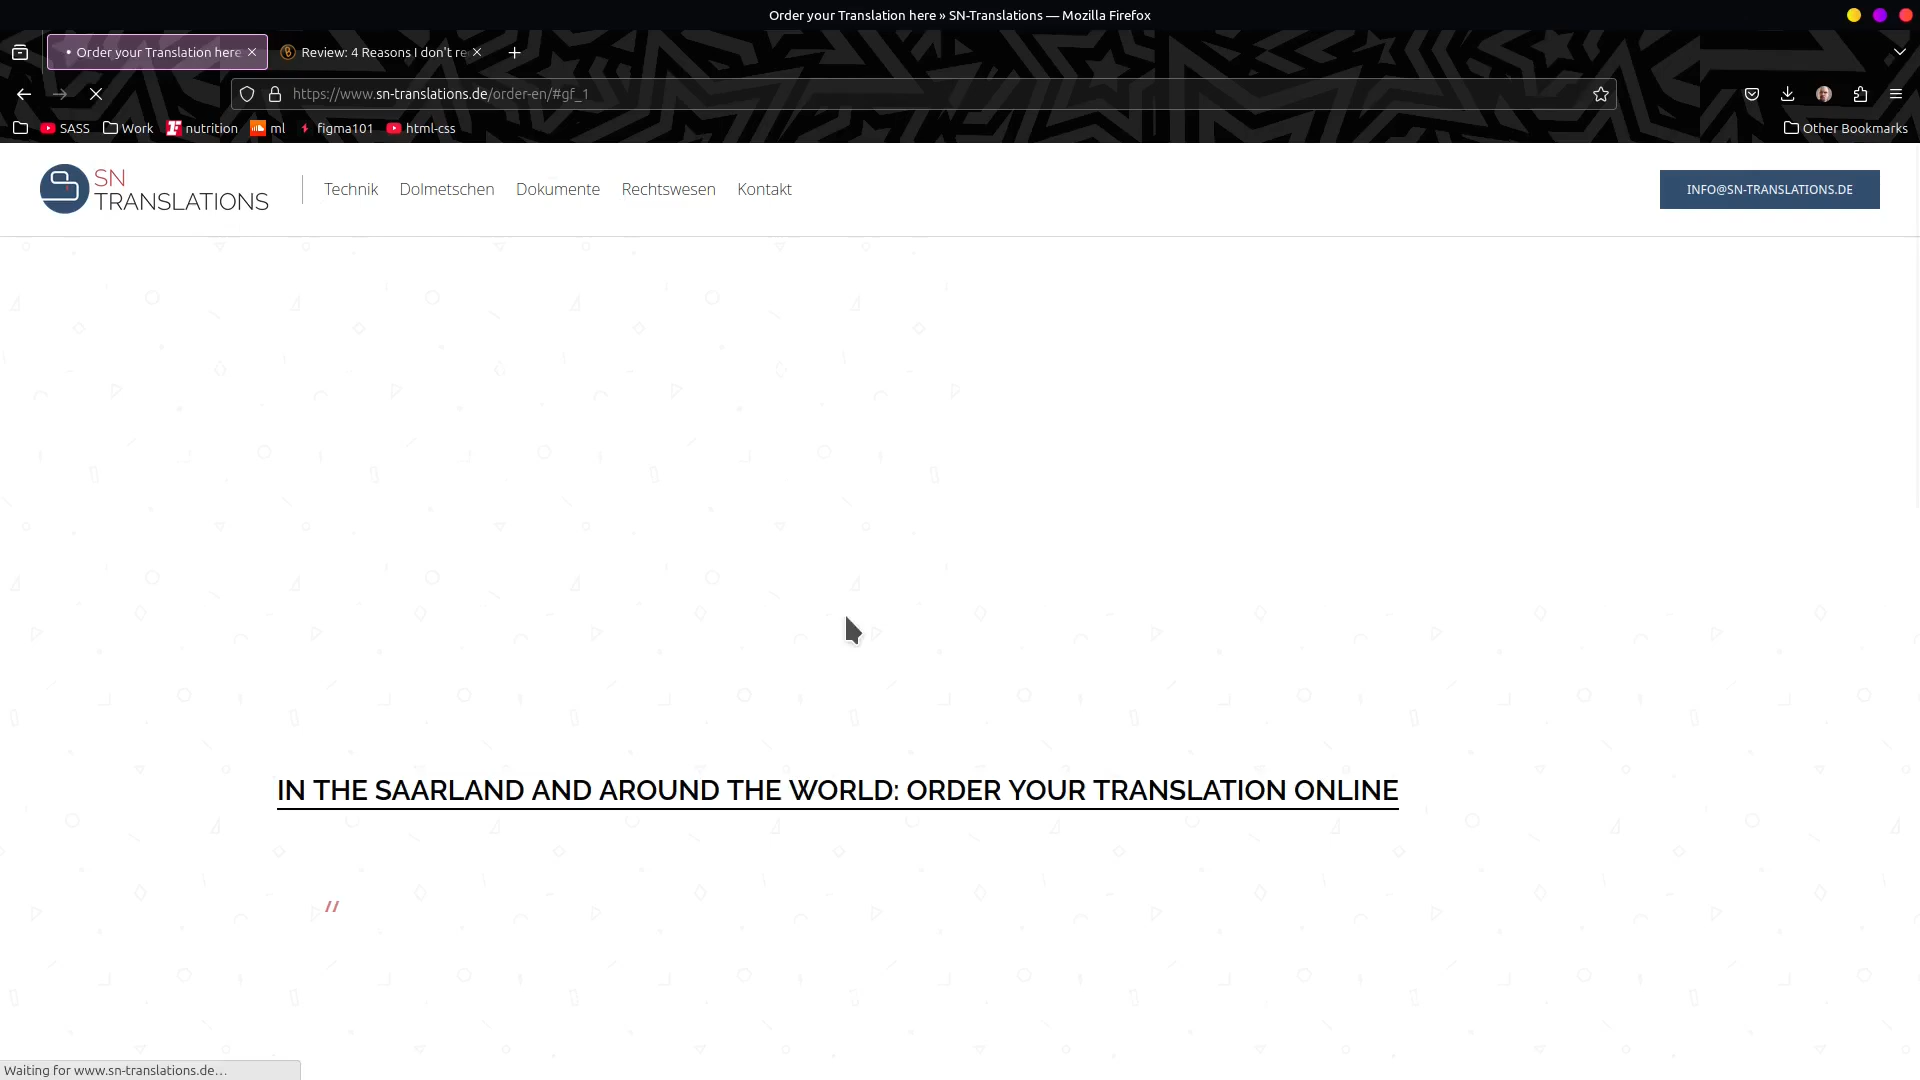 Order your Translation here » SN-Translations — Mozilla Firefox
Order your Translation here
Review: 4 Reasons I don't re
https://www.sn-translations.de/order-en/#gf_1
SASS
Work
nutrition
ml
figma101
html-css
Other Bookmarks
SN
TRANSLATIONS
Technik
Dolmetschen
Dokumente
Rechtswesen
Kontakt
INFO@SN-TRANSLATIONS.DE
IN THE SAARLAND AND AROUND THE WORLD: ORDER YOUR TRANSLATION ONLINE
//
Waiting for www.sn-translations.de…